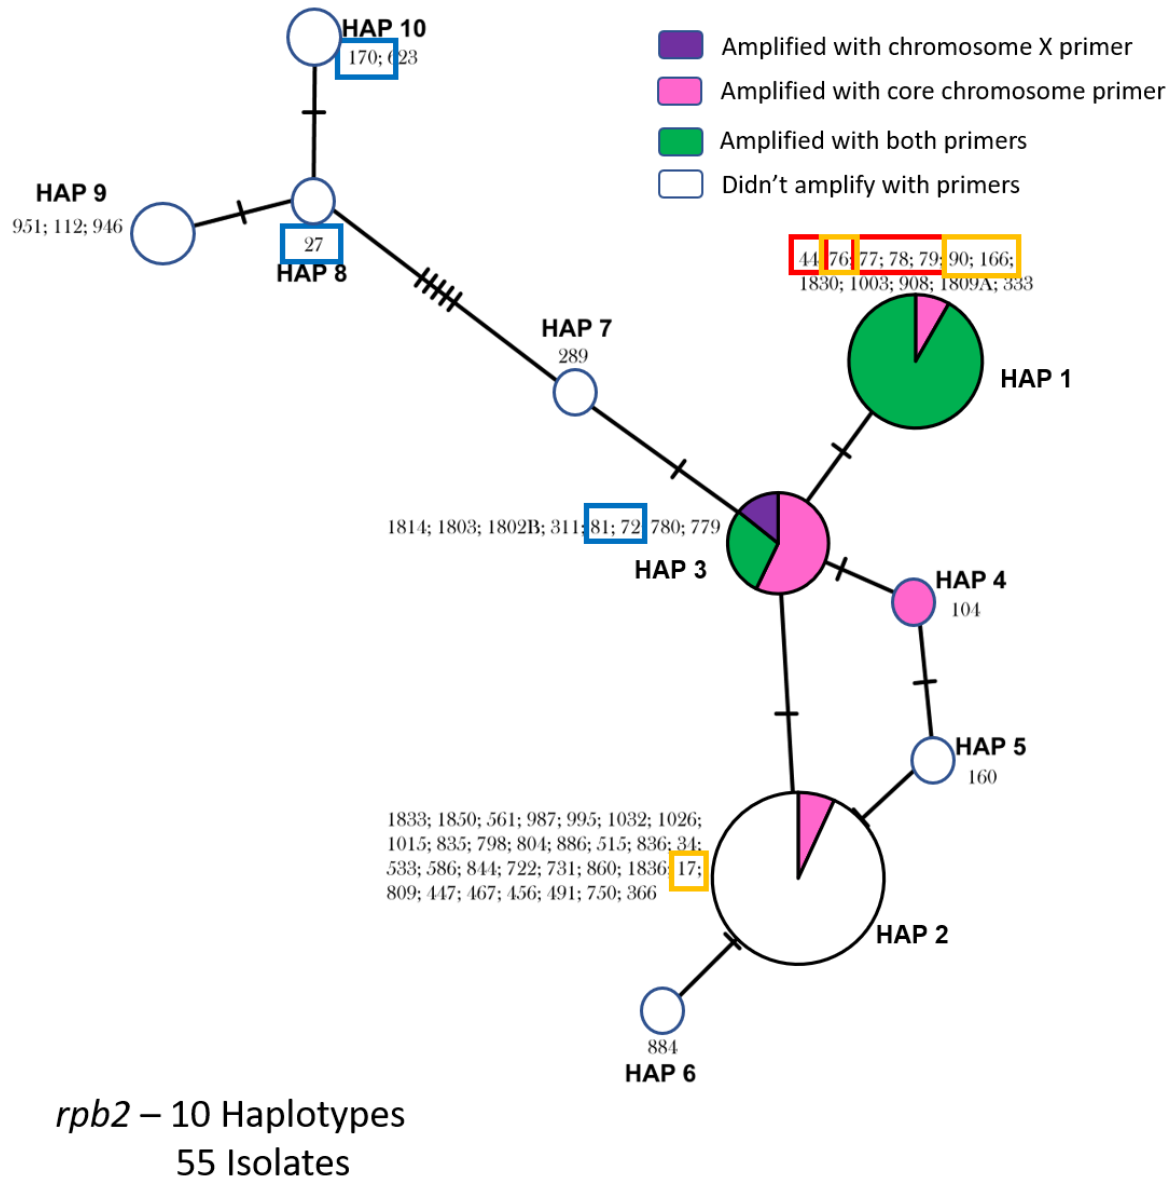 HAP 10
170; 623
Amplified with chromosome X primer
Amplified with core chromosome primer
Amplified with both primers
Didn't amplify with primers
HAP 9
951; 112; 946
27
HAP 8
44; 76; 77; 78; 79; 90; 166;
1830; 1003; 908; 1809A; 333
HAP 1
HAP 7
289
1814; 1803; 1802B; 311; 81; 72; 780; 779
HAP 3
HAP 4
104
HAP 5
160
1833; 1850; 561; 987; 995; 1032; 1026;
1015; 835; 798; 804; 886; 515; 836; 34;
533; 586; 844; 722; 731; 860; 1836; 17;
809; 447; 467; 456; 491; 750; 366
HAP 2
884
HAP 6
rpb2 – 10 Haplotypes
55 Isolates